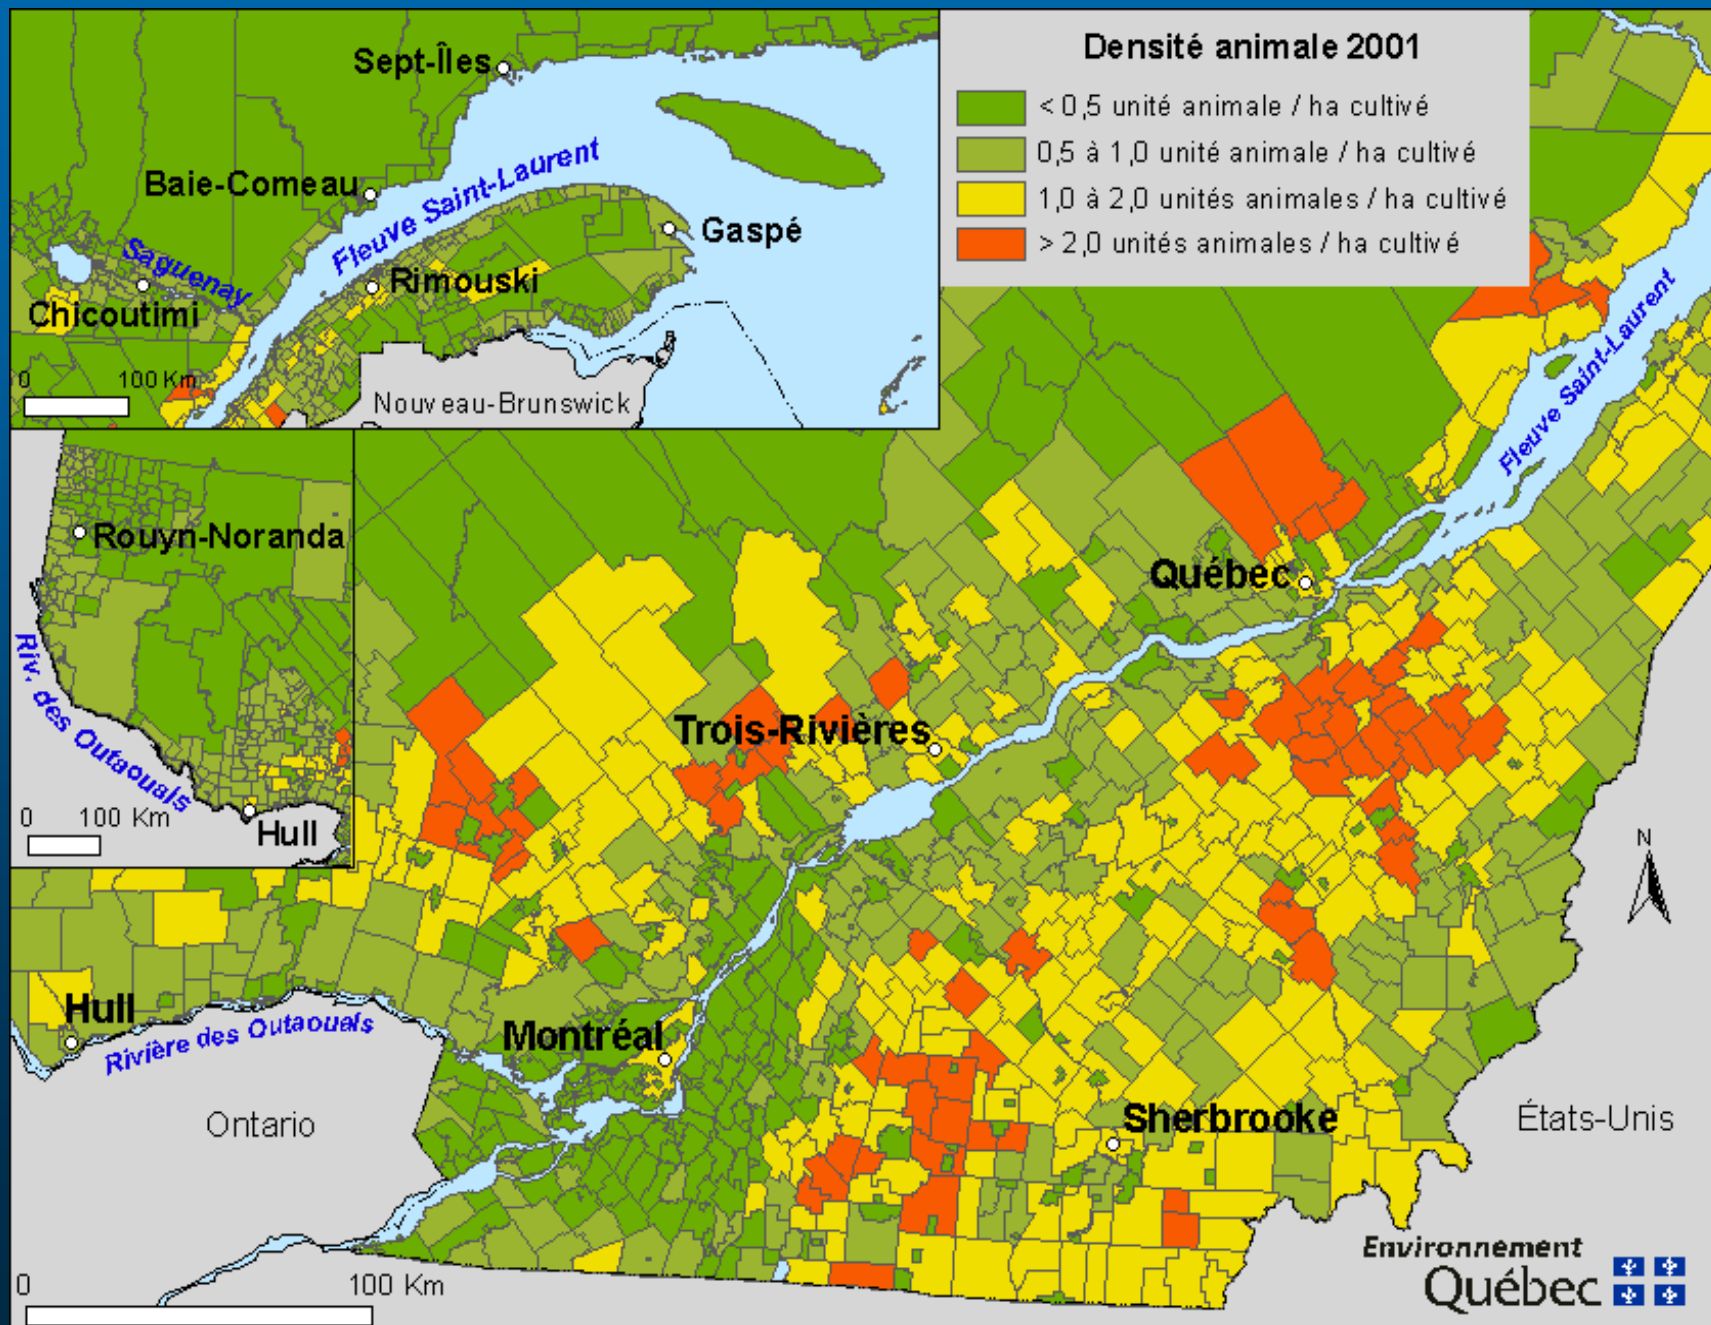 Densité animale 2001
< 0,5 unité animale / ha cultivé
0,5 à 1,0 unité animale / ha cultivé
1,0 à 2,0 unités animales / ha cultivé
> 2,0 unités animales / ha cultivé
Sept-Îles
Baie-Comeau
Fleuve Saint-Laurent
Gaspé
Saguenay
Rimouski
Chicoutimi
0 100 Km
Nouveau-Brunswick
Rouyn-Noranda
Riv. des Outaouais
0 100 Km
Hull
Fleuve Saint-Laurent
Québec
Trois-Rivières
N
Hull
Rivière des Outaouais
Montréal
Ontario
Sherbrooke
États-Unis
0 100 Km
Environnement
Québec